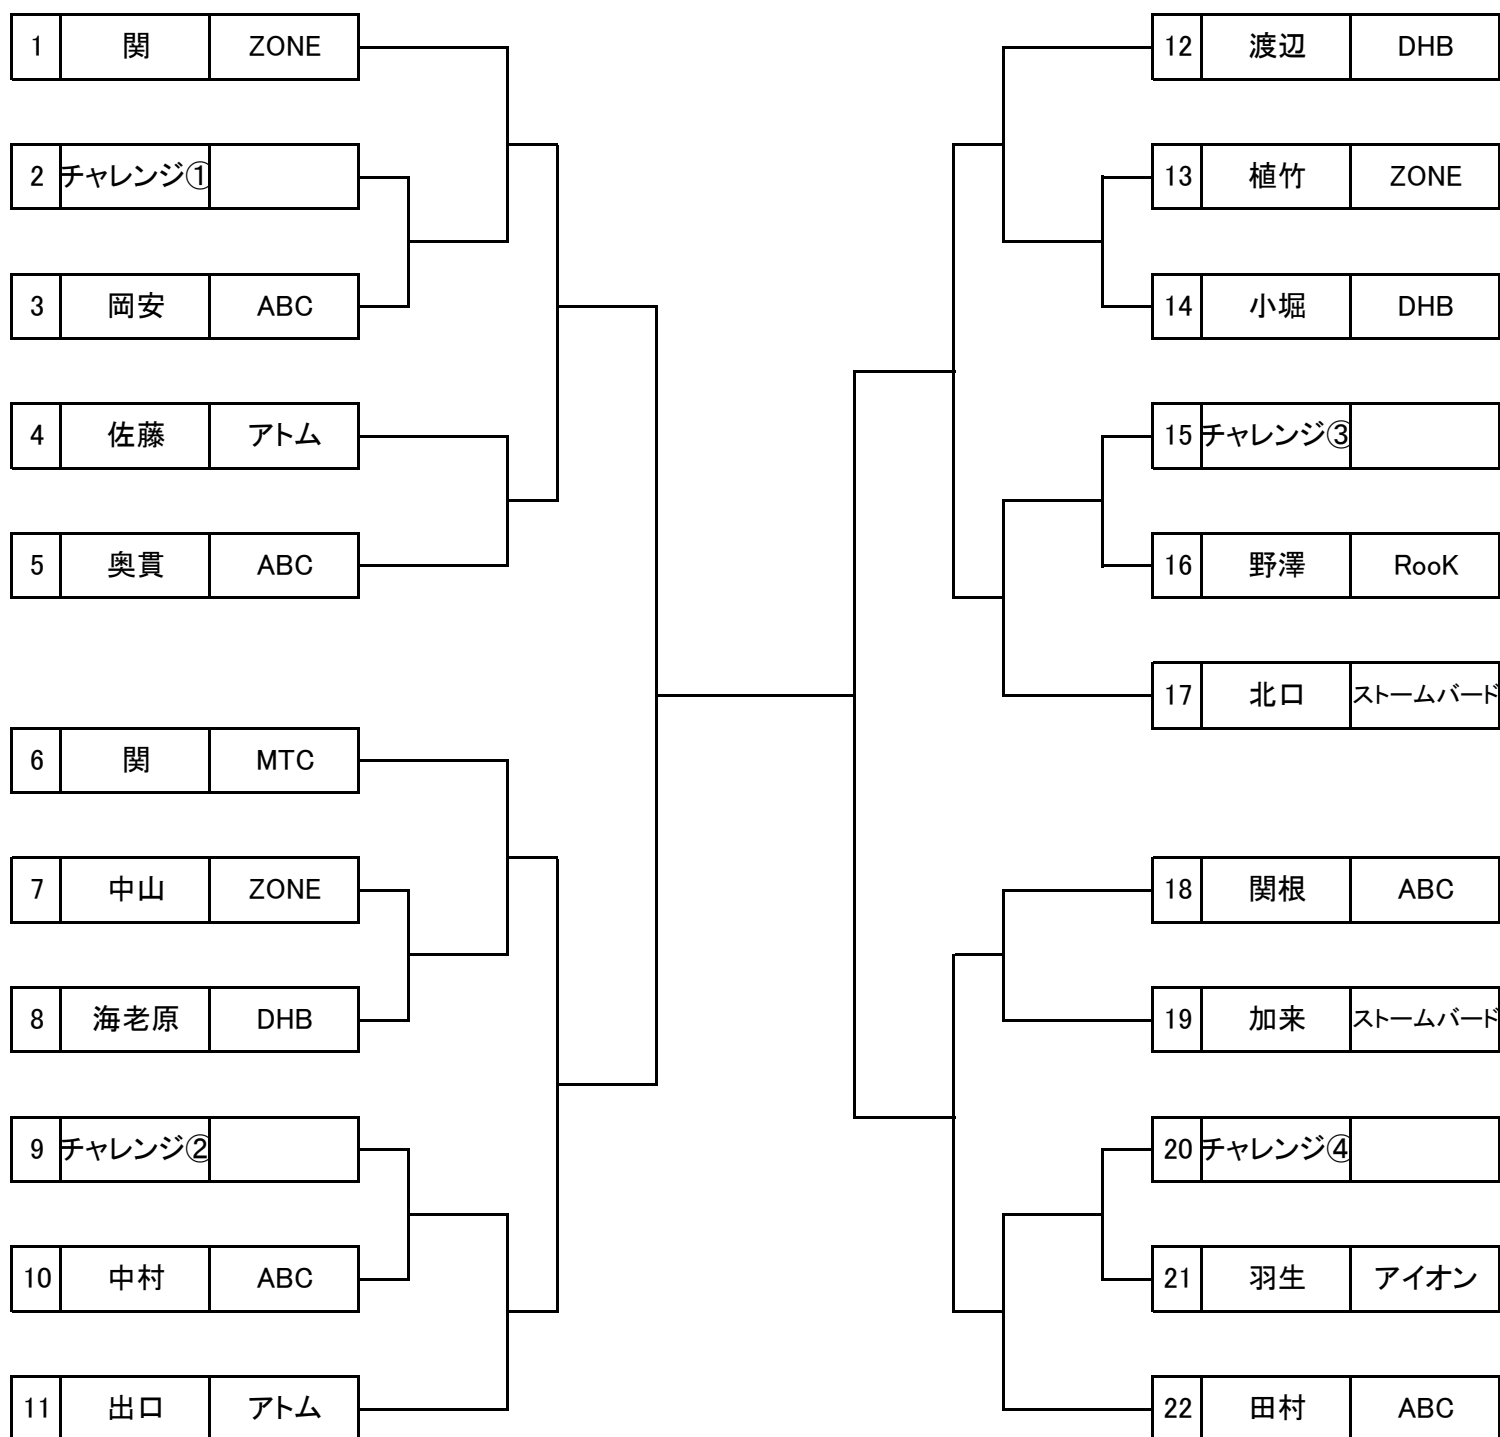 1 関 ZONE
2 チャレンジ①
3 岡安 ABC
4 佐藤 アトム
5 奥貫 ABC
6 関 MTC
7 中山 ZONE
8 海老原 DHB
9 チャレンジ②
10 中村 ABC
11 出口 アトム
12 渡辺 DHB
13 植竹 ZONE
14 小堀 DHB
15 チャレンジ③
16 野澤 RooK
17 北口 ストームバード
18 関根 ABC
19 加来 ストームバード
20 チャレンジ④
21 羽生 アイオン
22 田村 ABC